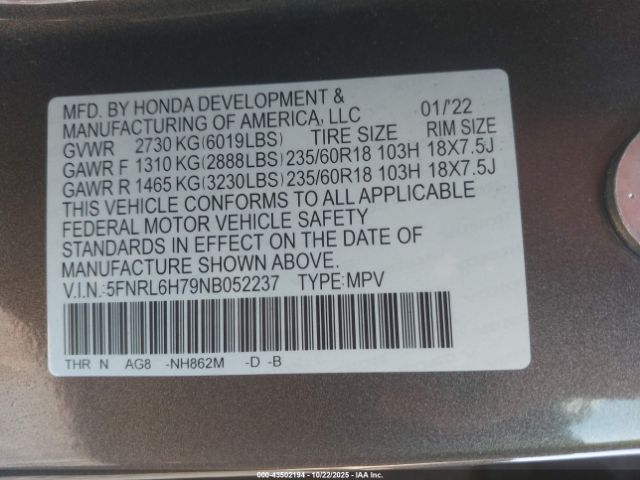 MFD. BY HONDA DEVELOPMENT &
MANUFACTURING OF AMERICA, LLC 01/'22
GVWR 2730 KG(6019LBS) TIRE SIZE RIM SIZE
GAWR F 1310 KG(2888LBS) 235/60R18 103H 18X7.5J
GAWR R 1465 KG(3230LBS) 235/60R18 103H 18X7.5J
THIS VEHICLE CONFORMS TO ALL APPLICABLE
FEDERAL MOTOR VEHICLE SAFETY
STANDARDS IN EFFECT ON THE DATE OF
MANUFACTURE SHOWN ABOVE.
V.I.N.:5FNRL6H79NB052237 TYPE:MPV
THR N AG8 -NH862M -D -B
000-43502194 - 10/22/2025 - IAA Inc.